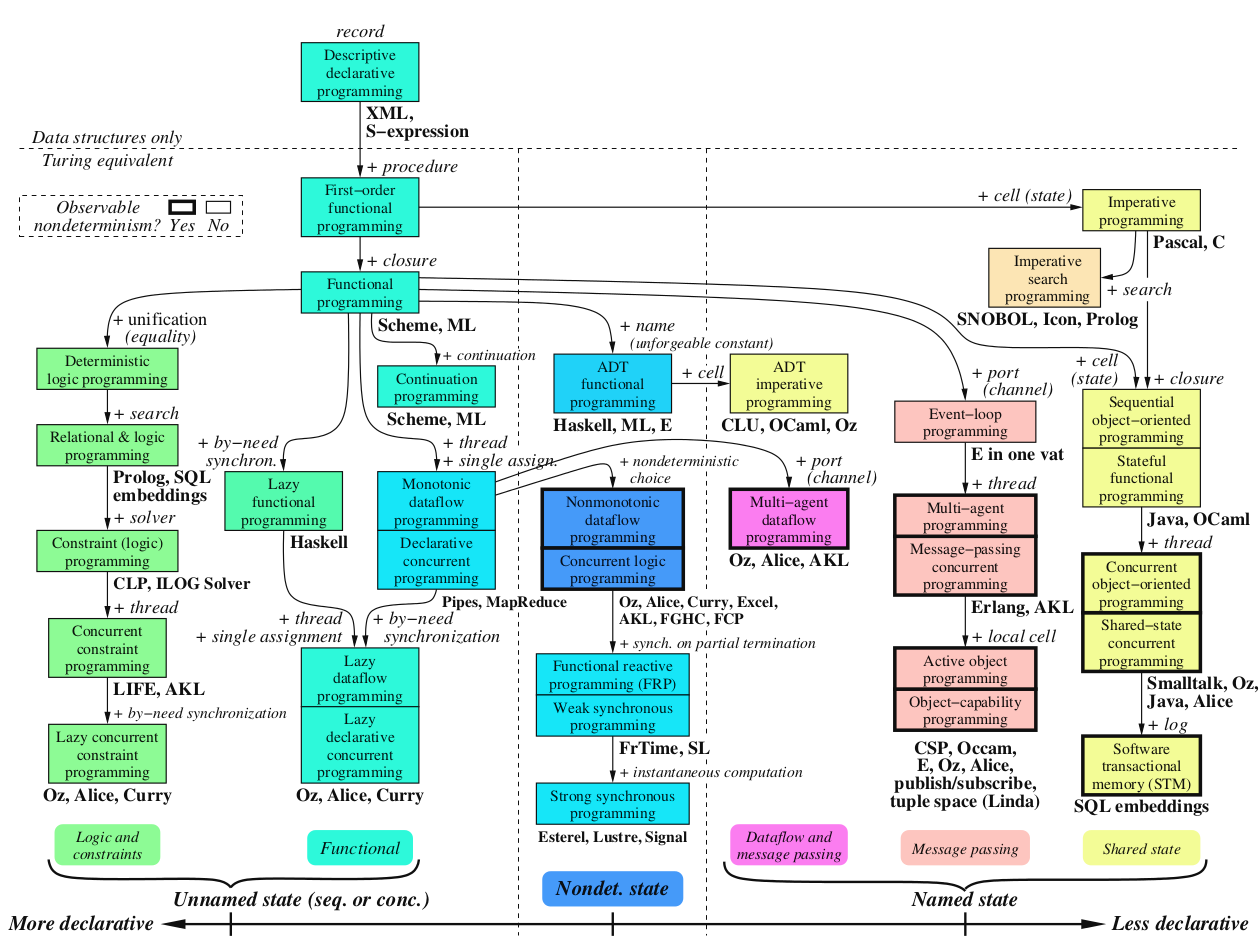 record
Descriptive
declarative
programming
XML,
S−expression
Data structures only
Turing equivalent
+ procedure
First−order
functional
programming
+ cell (state)
Imperative
programming
Pascal, C
Observable
nondeterminism? Yes No
+ closure
Functional
programming
Scheme, ML
Imperative
search
programming
+ search
SNOBOL, Icon, Prolog
+ unification
(equality)
Deterministic
logic programming
+ search
Relational & logic
programming
Prolog, SQL
embeddings
+ solver
Constraint (logic)
programming
CLP, ILOG Solver
+ thread
Concurrent
constraint
programming
LIFE, AKL
+ by−need synchronization
Lazy concurrent
constraint
programming
Oz, Alice, Curry
+ continuation
Continuation
programming
Scheme, ML
+ by−need
synchron.
Lazy
functional
programming
Haskell
+ thread
+ single assign.
Monotonic
dataflow
programming
Declarative
concurrent
programming
Pipes, MapReduce
+ thread
+ single assignment
+ by−need
synchronization
Lazy
dataflow
programming
Lazy
declarative
concurrent
programming
Oz, Alice, Curry
+ name
(unforgeable constant)
ADT
functional
programming
Haskell, ML, E
+ cell
ADT
imperative
programming
CLU, OCaml, Oz
+ nondeterministic
choice
Nonmonotonic
dataflow
programming
Concurrent logic
programming
Oz, Alice, Curry, Excel,
AKL, FGHC, FCP
+ synch. on partial termination
Functional reactive
programming (FRP)
Weak synchronous
programming
FrTime, SL
+ instantaneous computation
Strong synchronous
programming
Esterel, Lustre, Signal
+ port
(channel)
Multi−agent
dataflow
programming
Oz, Alice, AKL
+ port
(channel)
Event−loop
programming
E in one vat
+ thread
Multi−agent
programming
Message−passing
concurrent
programming
Erlang, AKL
+ local cell
Active object
programming
Object−capability
programming
CSP, Occam,
E, Oz, Alice,
publish/subscribe,
tuple space (Linda)
+ cell
(state)
+ closure
Sequential
object−oriented
programming
Stateful
functional
programming
Java, OCaml
+ thread
Concurrent
object−oriented
programming
Shared−state
concurrent
programming
Smalltalk, Oz,
Java, Alice
+ log
Software
transactional
memory (STM)
SQL embeddings
Logic and
constraints
Functional
Unnamed state (seq. or conc.)
Nondet. state
Dataflow and
message passing
Message passing
Shared state
Named state
More declarative
Less declarative